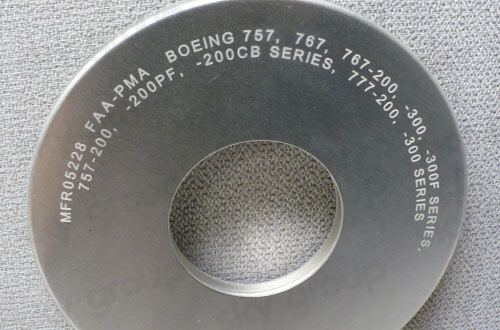 MFR05228 FAA-PMA BOEING 757, 767, 767-200, -300, -300F SERIES,
757-200, -200PF, -200CB SERIES, 777-200, -300 SERIES